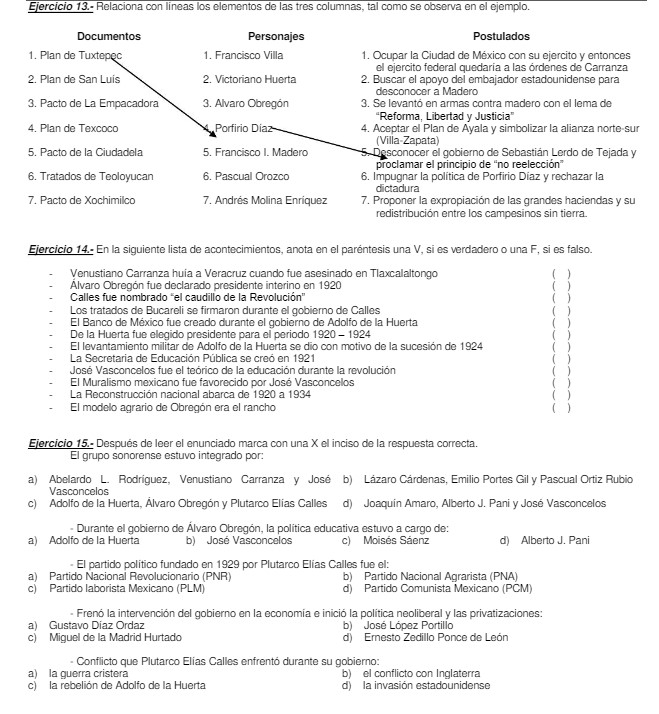 Ejercicio 13.- Relaciona con líneas los elementos de las tres columnas, tal como se observa en el ejemplo.
Documentos Personajes Postulados
1. Plan de Tuxtepec 1. Francisco Villa 1. Ocupar la Ciudad de México con su ejercito y entonces
el ejercito federal quedaría a las órdenes de Carranza
2. Plan de San Luís 2. Victoriano Huerta 2. Buscar el apoyo del embajador estadounidense para
desconocer a Madero
3. Pacto de La Empacadora 3. Alvaro Obregón 3. Se levantó en armas contra madero con el lema de
“Reforma, Libertad y Justicia”
4. Plan de Texcoco 4. Porfirio Díaz 4. Aceptar el Plan de Ayala y simbolizar la alianza norte-sur
(Villa-Zapata)
5. Pacto de la Ciudadela 5. Francisco I. Madero 5. Desconocer el gobierno de Sebastián Lerdo de Tejada y
proclamar el principio de “no reelección”
6. Tratados de Teoloyucan 6. Pascual Orozco 6. Impugnar la política de Porfirio Díaz y rechazar la
dictadura
7. Pacto de Xochimilco 7. Andrés Molina Enríquez 7. Proponer la expropiación de las grandes haciendas y su
redistribución entre los campesinos sin tierra.
Ejercicio 14.- En la siguiente lista de acontecimientos, anota en el paréntesis una V, si es verdadero o una F, si es falso.
- Venustiano Carranza huía a Veracruz cuando fue asesinado en Tlaxcalaltongo ( )
- Álvaro Obregón fue declarado presidente interino en 1920 ( )
- Calles fue nombrado “el caudillo de la Revolución” ( )
- Los tratados de Bucareli se firmaron durante el gobierno de Calles ( )
- El Banco de México fue creado durante el gobierno de Adolfo de la Huerta ( )
- De la Huerta fue elegido presidente para el periodo 1920 – 1924 ( )
- El levantamiento militar de Adolfo de la Huerta se dio con motivo de la sucesión de 1924 ( )
- La Secretaria de Educación Pública se creó en 1921 ( )
- José Vasconcelos fue el teórico de la educación durante la revolución ( )
- El Muralismo mexicano fue favorecido por José Vasconcelos ( )
- La Reconstrucción nacional abarca de 1920 a 1934 ( )
- El modelo agrario de Obregón era el rancho ( )
Ejercicio 15.- Después de leer el enunciado marca con una X el inciso de la respuesta correcta.
El grupo sonorense estuvo integrado por:
a) Abelardo L. Rodríguez, Venustiano Carranza y José b) Lázaro Cárdenas, Emilio Portes Gil y Pascual Ortiz Rubio
Vasconcelos
c) Adolfo de la Huerta, Álvaro Obregón y Plutarco Elías Calles d) Joaquín Amaro, Alberto J. Pani y José Vasconcelos
- Durante el gobierno de Álvaro Obregón, la política educativa estuvo a cargo de:
a) Adolfo de la Huerta b) José Vasconcelos c) Moisés Sáenz d) Alberto J. Pani
- El partido político fundado en 1929 por Plutarco Elías Calles fue el:
a) Partido Nacional Revolucionario (PNR) b) Partido Nacional Agrarista (PNA)
c) Partido laborista Mexicano (PLM) d) Partido Comunista Mexicano (PCM)
- Frenó la intervención del gobierno en la economía e inició la política neoliberal y las privatizaciones:
a) Gustavo Díaz Ordaz b) José López Portillo
c) Miguel de la Madrid Hurtado d) Ernesto Zedillo Ponce de León
- Conflicto que Plutarco Elías Calles enfrentó durante su gobierno:
a) la guerra cristera b) el conflicto con Inglaterra
c) la rebelión de Adolfo de la Huerta d) la invasión estadounidense